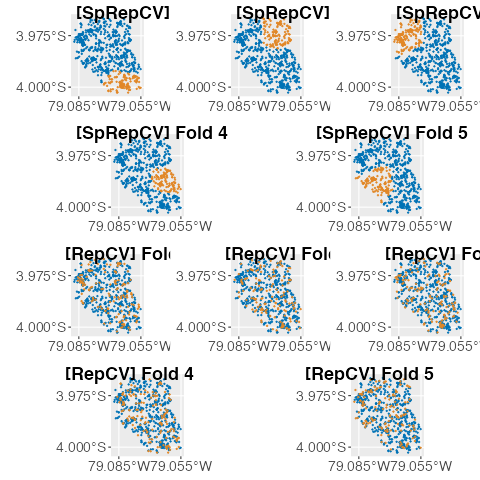 [SpRepCV] [SpRepCV] [SpRepCV
3.975°S 3.975°S 3.975°S
4.000°S 4.000°S 4.000°S
79.085°W79.055°W 79.085°W79.055°W 79.085°W79.055°W
[SpRepCV] Fold 4 [SpRepCV] Fold 5
3.975°S 3.975°S
4.000°S 4.000°S
79.085°W79.055°W 79.085°W79.055°W
[RepCV] Fol [RepCV] Fol [RepCV] Fo
3.975°S 3.975°S 3.975°S
4.000°S 4.000°S 4.000°S
79.085°W79.055°W 79.085°W79.055°W 79.085°W79.055°W
[RepCV] Fold 4 [RepCV] Fold 5
3.975°S 3.975°S
4.000°S 4.000°S
79.085°W79.055°W 79.085°W79.055°W